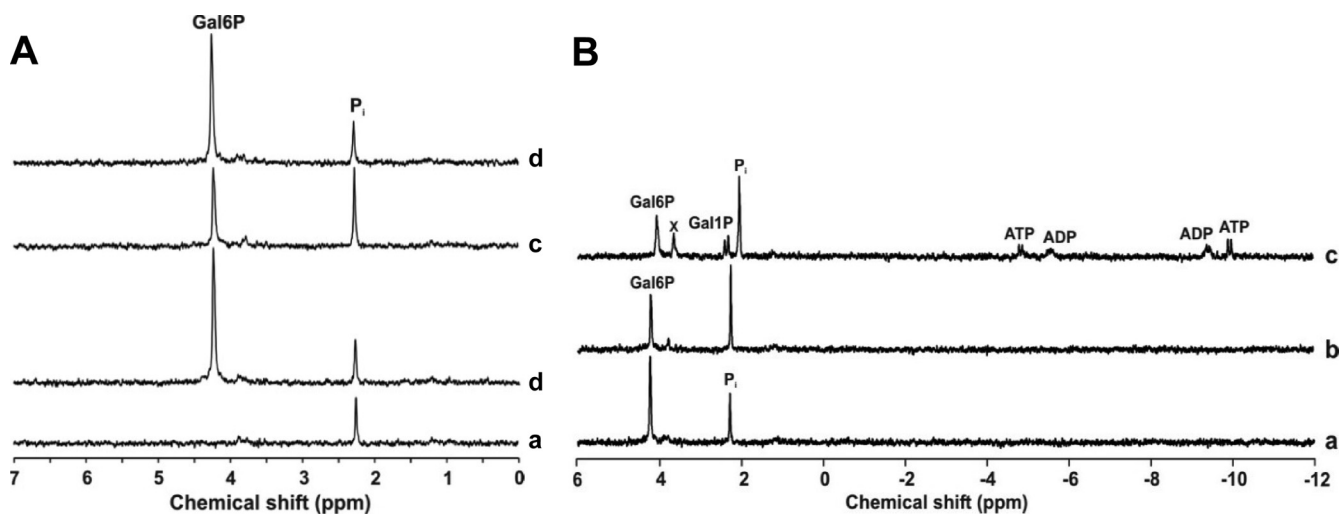 A
Gal6P
Pi
d
c
d
a
7 6 5 4 3 2 1 0
Chemical shift (ppm)
B
Gal6P
X
Gal1P
Pi
ATP
ADP
ADP
ATP
c
Gal6P
b
Pi
a
6 4 2 0 -2 -4 -6 -8 -10 -12
Chemical shift (ppm)